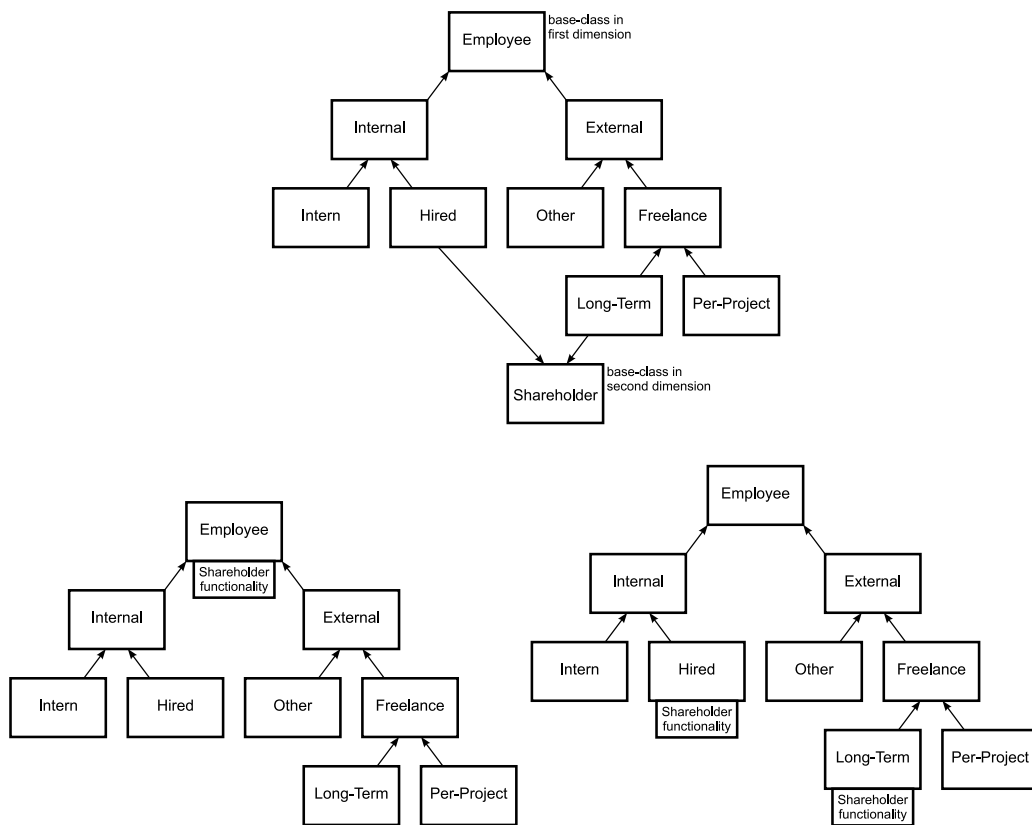 Employee
base-class in
first dimension
Internal
External
Intern
Hired
Other
Freelance
Long-Term
Per-Project
Shareholder
base-class in
second dimension
Employee
Shareholder
functionality
Internal
External
Intern
Hired
Other
Freelance
Long-Term
Per-Project
Employee
Internal
External
Intern
Hired
Shareholder
functionality
Other
Freelance
Long-Term
Shareholder
functionality
Per-Project